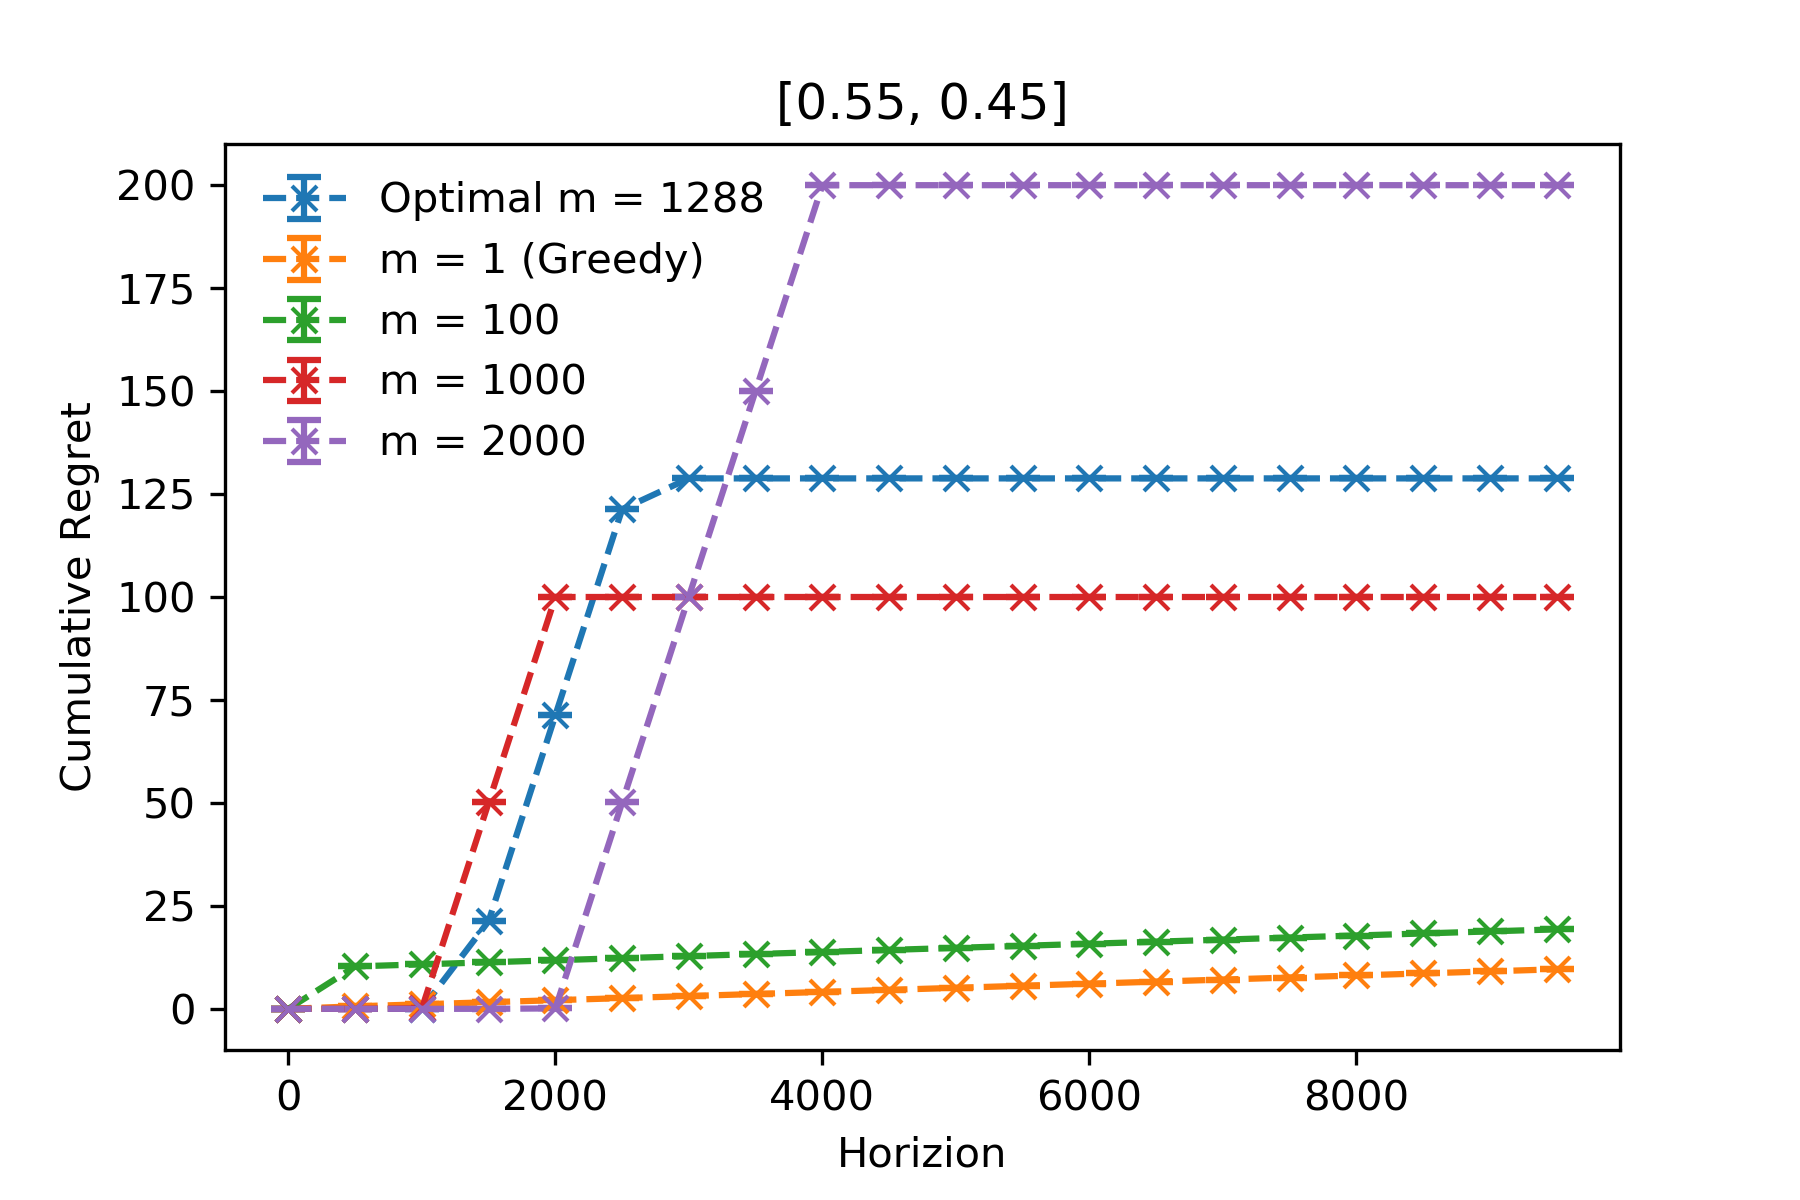 [0.55, 0.45]
Optimal m = 1288
m = 1 (Greedy)
m = 100
m = 1000
m = 2000
Cumulative Regret
200
175
150
125
100
75
50
25
0
0 2000 4000 6000 8000
Horizion